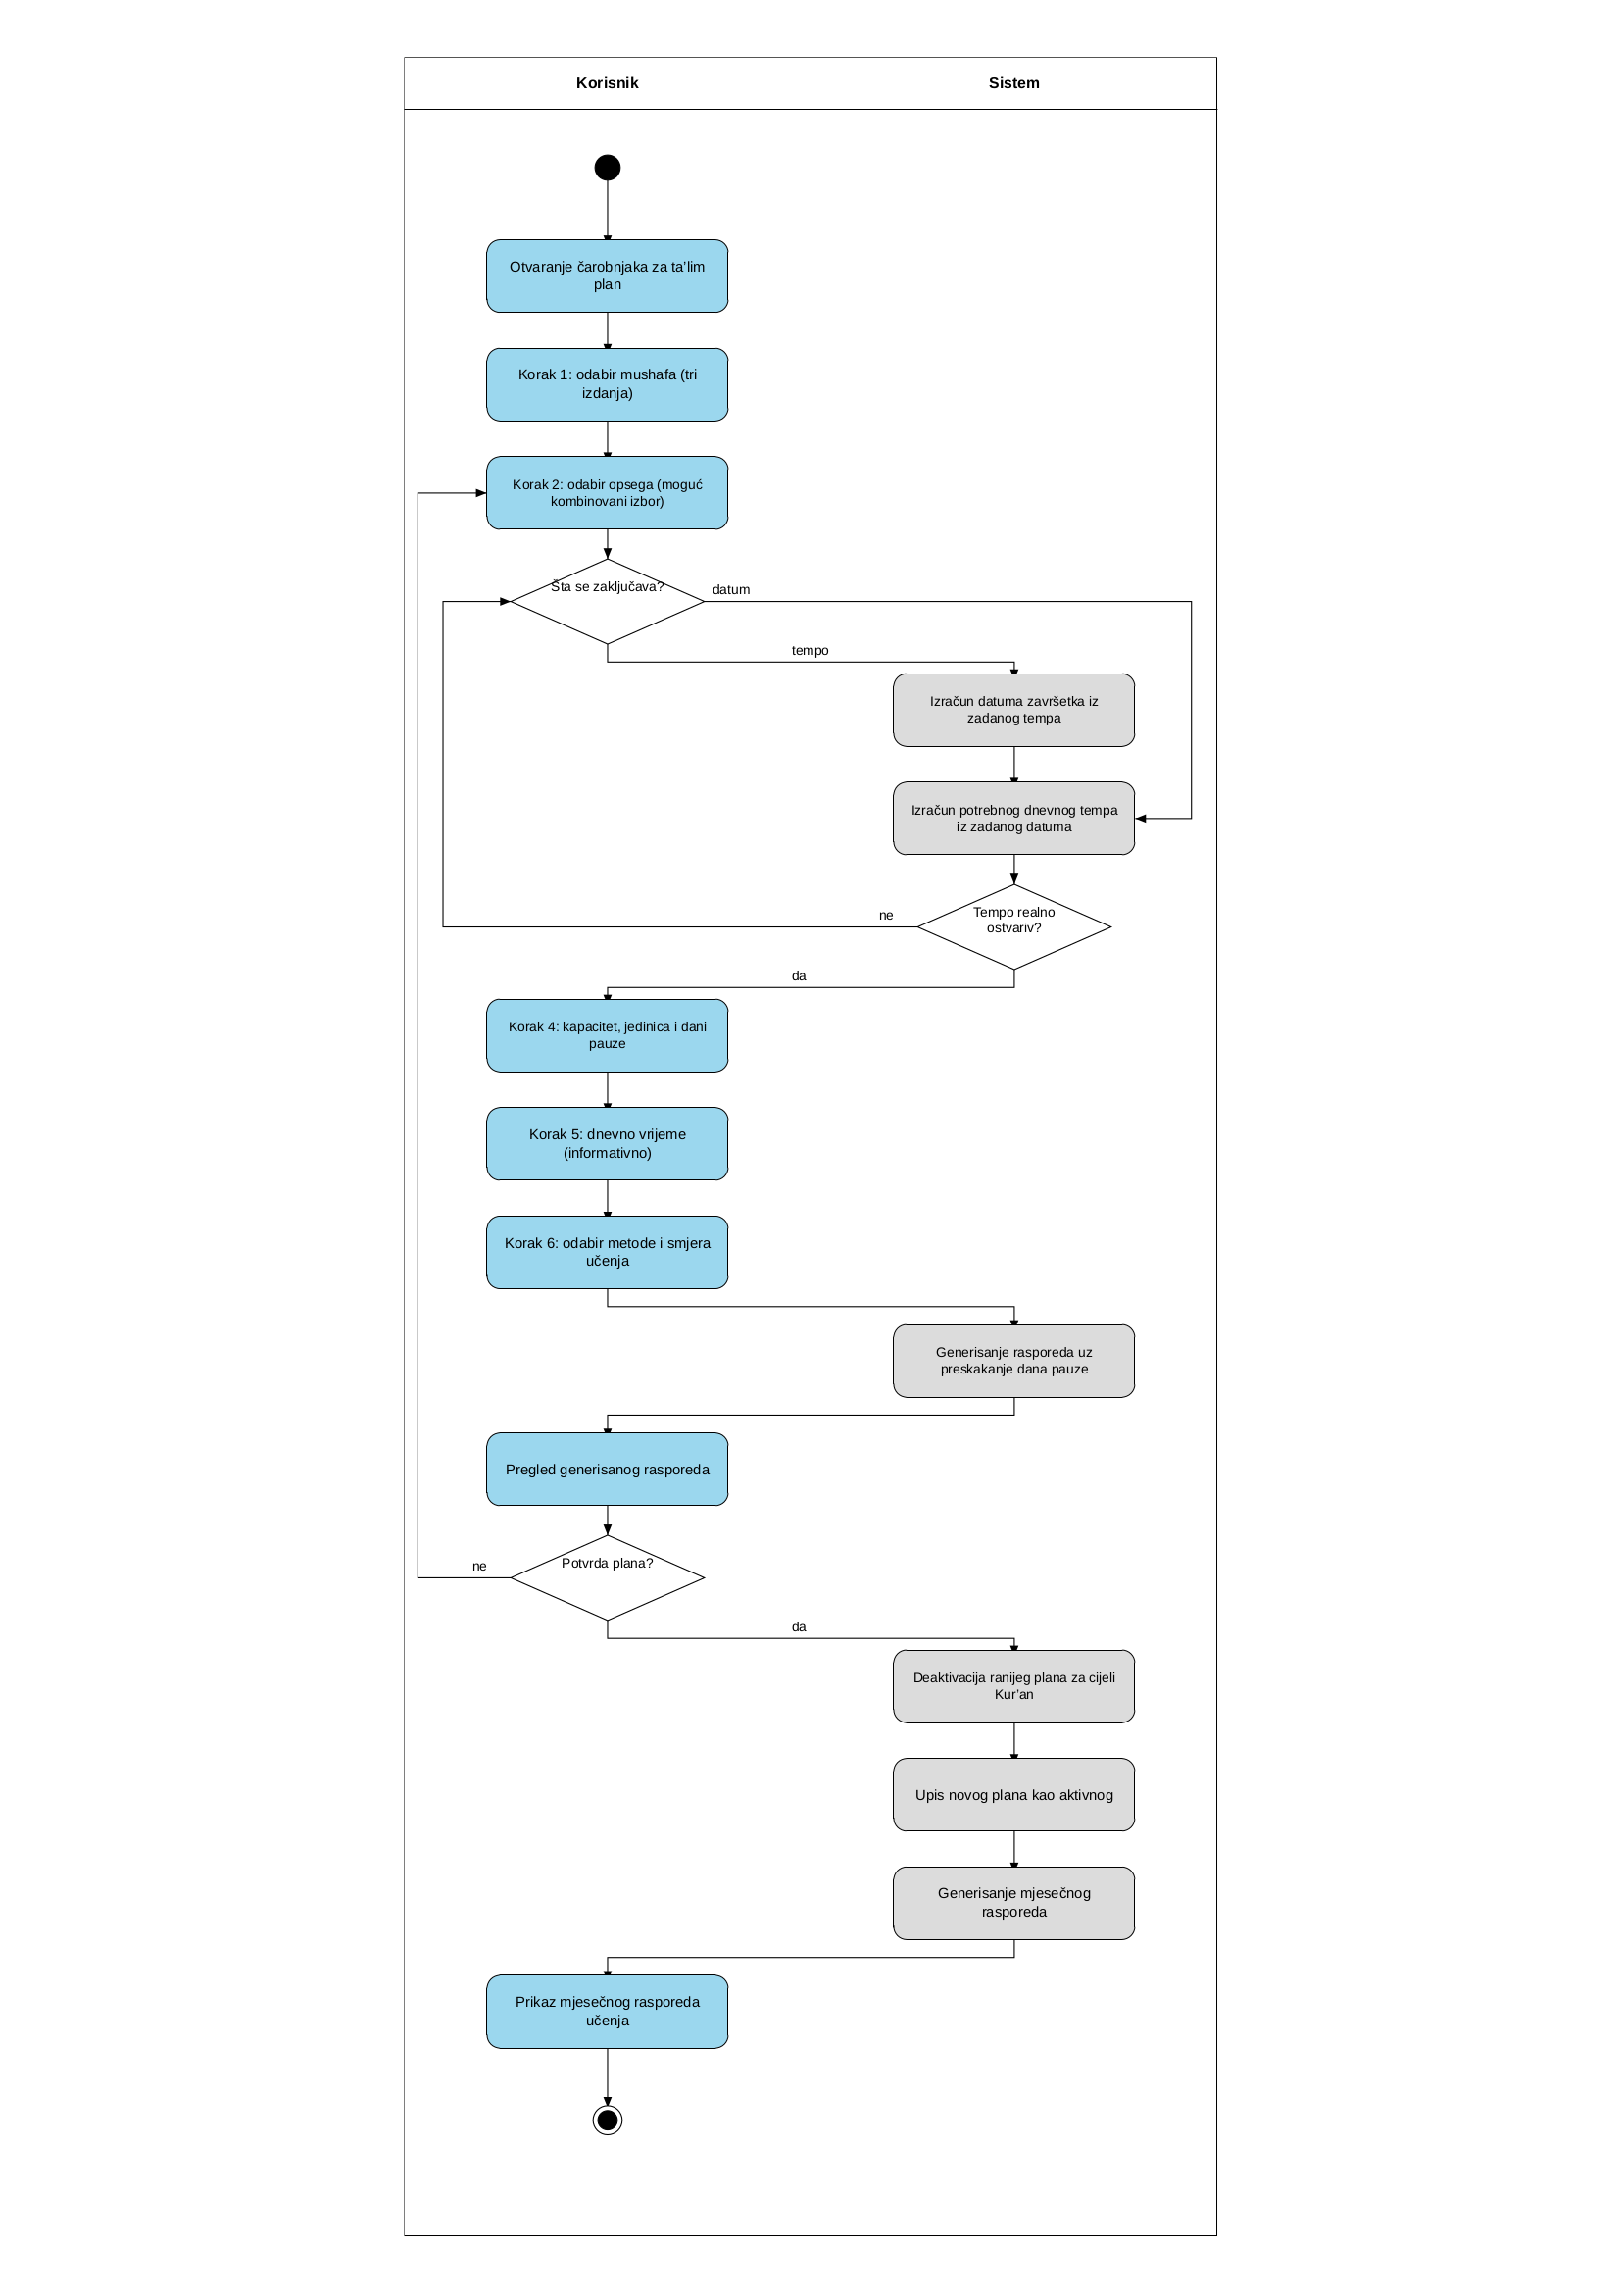 Korisnik
Sistem
Otvaranje čarobnjaka za ta’lim
plan
Korak 1: odabir mushafa (tri
izdanja)
Korak 2: odabir opsega (moguć
kombinovani izbor)
Šta se zaključava?
datum
tempo
Izračun datuma završetka iz
zadanog tempa
Izračun potrebnog dnevnog tempa
iz zadanog datuma
Tempo realno
ostvariv?
ne
da
Korak 4: kapacitet, jedinica i dani
pauze
Korak 5: dnevno vrijeme
(informativno)
Korak 6: odabir metode i smjera
učenja
Generisanje rasporeda uz
preskakanje dana pauze
Pregled generisanog rasporeda
Potvrda plana?
ne
da
Deaktivacija ranijeg plana za cijeli
Kur’an
Upis novog plana kao aktivnog
Generisanje mjesečnog
rasporeda
Prikaz mjesečnog rasporeda
učenja